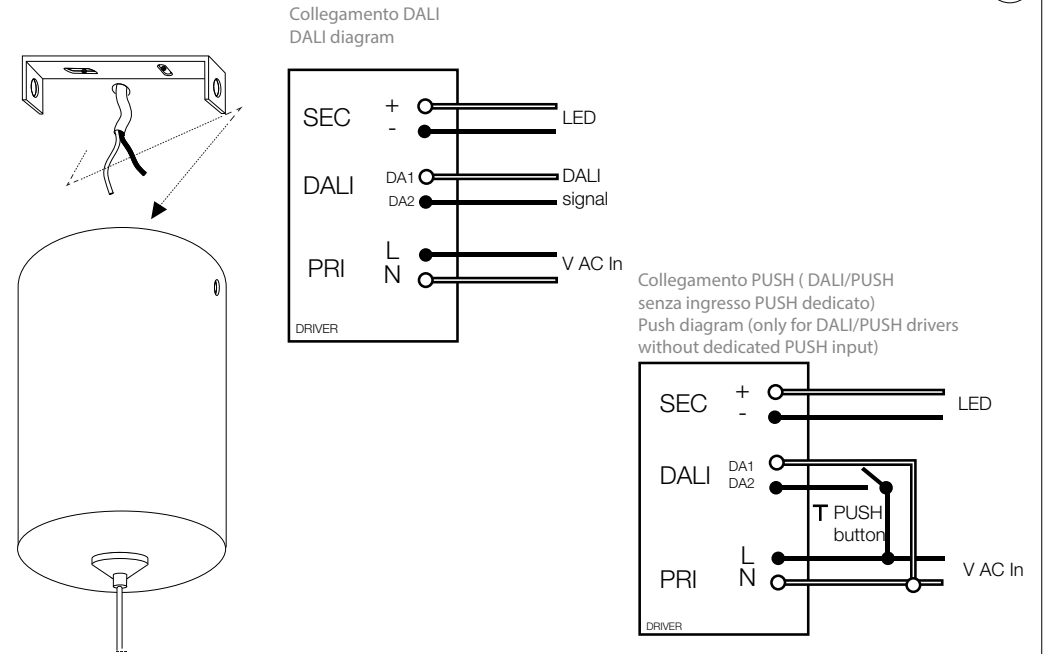 Collegamento DALI
DALI diagram
SEC + LED
-
DALI DA1 DALI
DA2 signal
PRI L V AC In
N
DRIVER
Collegamento PUSH ( DALI/PUSH
senza ingresso PUSH dedicato)
Push diagram (only for DALI/PUSH drivers
without dedicated PUSH input)
SEC + LED
-
DALI DA1
DA2
T PUSH
button
PRI L V AC In
N
DRIVER